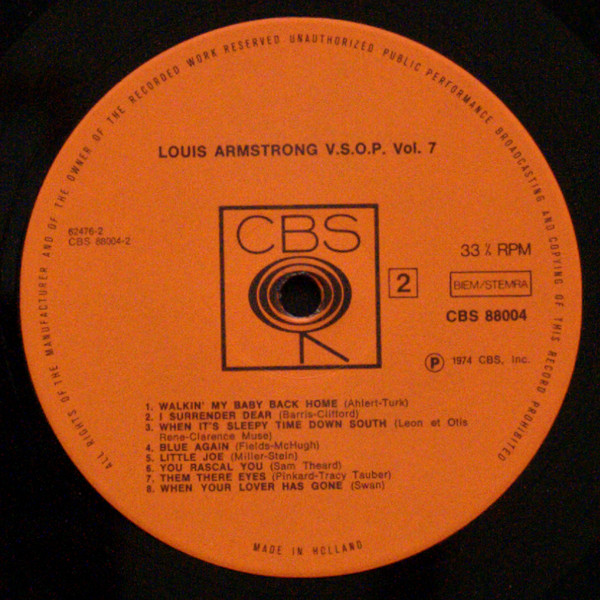 ALL RIGHTS OF THE MANUFACTURER AND OF THE OWNER OF THE RECORDED WORK RESERVED UNAUTHORIZED PUBLIC PERFORMANCE BROADCASTING AND COPYING OF THIS RECORD PROHIBITED
LOUIS ARMSTRONG V.S.O.P. Vol. 7
62476-2
CBS 88004-2
CBS
2
33 ⅓ RPM
BIEM/STEMRA
CBS 88004
Ⓟ 1974 CBS, Inc.
1. WALKIN' MY BABY BACK HOME (Ahlert-Turk)
2. I SURRENDER DEAR (Barris-Clifford)
3. WHEN IT'S SLEEPY TIME DOWN SOUTH (Leon et Otis
Rene-Clarence Muse)
4. BLUE AGAIN (Fields-McHugh)
5. LITTLE JOE (Miller-Stein)
6. YOU RASCAL YOU (Sam Theard)
7. THEM THERE EYES (Pinkard-Tracy Tauber)
8. WHEN YOUR LOVER HAS GONE (Swan)
MADE IN HOLLAND